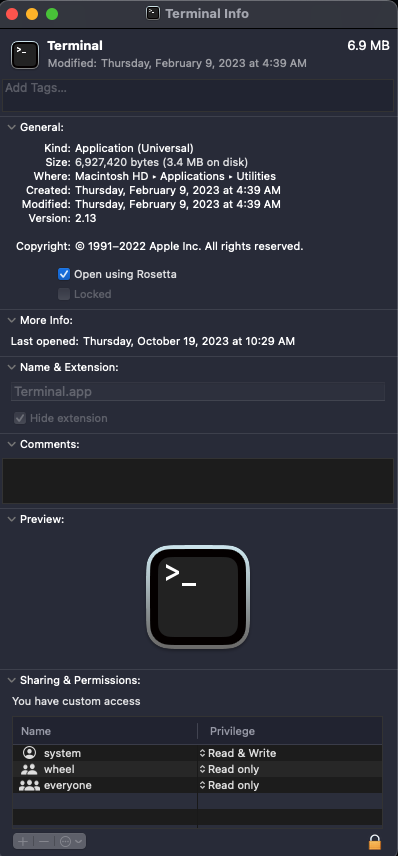 Terminal Info
Terminal 6.9 MB
Modified: Thursday, February 9, 2023 at 4:39 AM
Add Tags...
General:
Kind: Application (Universal)
Size: 6,927,420 bytes (3.4 MB on disk)
Where: Macintosh HD ▸ Applications ▸ Utilities
Created: Thursday, February 9, 2023 at 4:39 AM
Modified: Thursday, February 9, 2023 at 4:39 AM
Version: 2.13
Copyright: © 1991–2022 Apple Inc. All rights reserved.
Open using Rosetta
Locked
More Info:
Last opened: Thursday, October 19, 2023 at 10:29 AM
Name & Extension:
Terminal.app
Hide extension
Comments:
Preview:
>_
Sharing & Permissions:
You have custom access
Name Privilege
system Read & Write
wheel Read only
everyone Read only